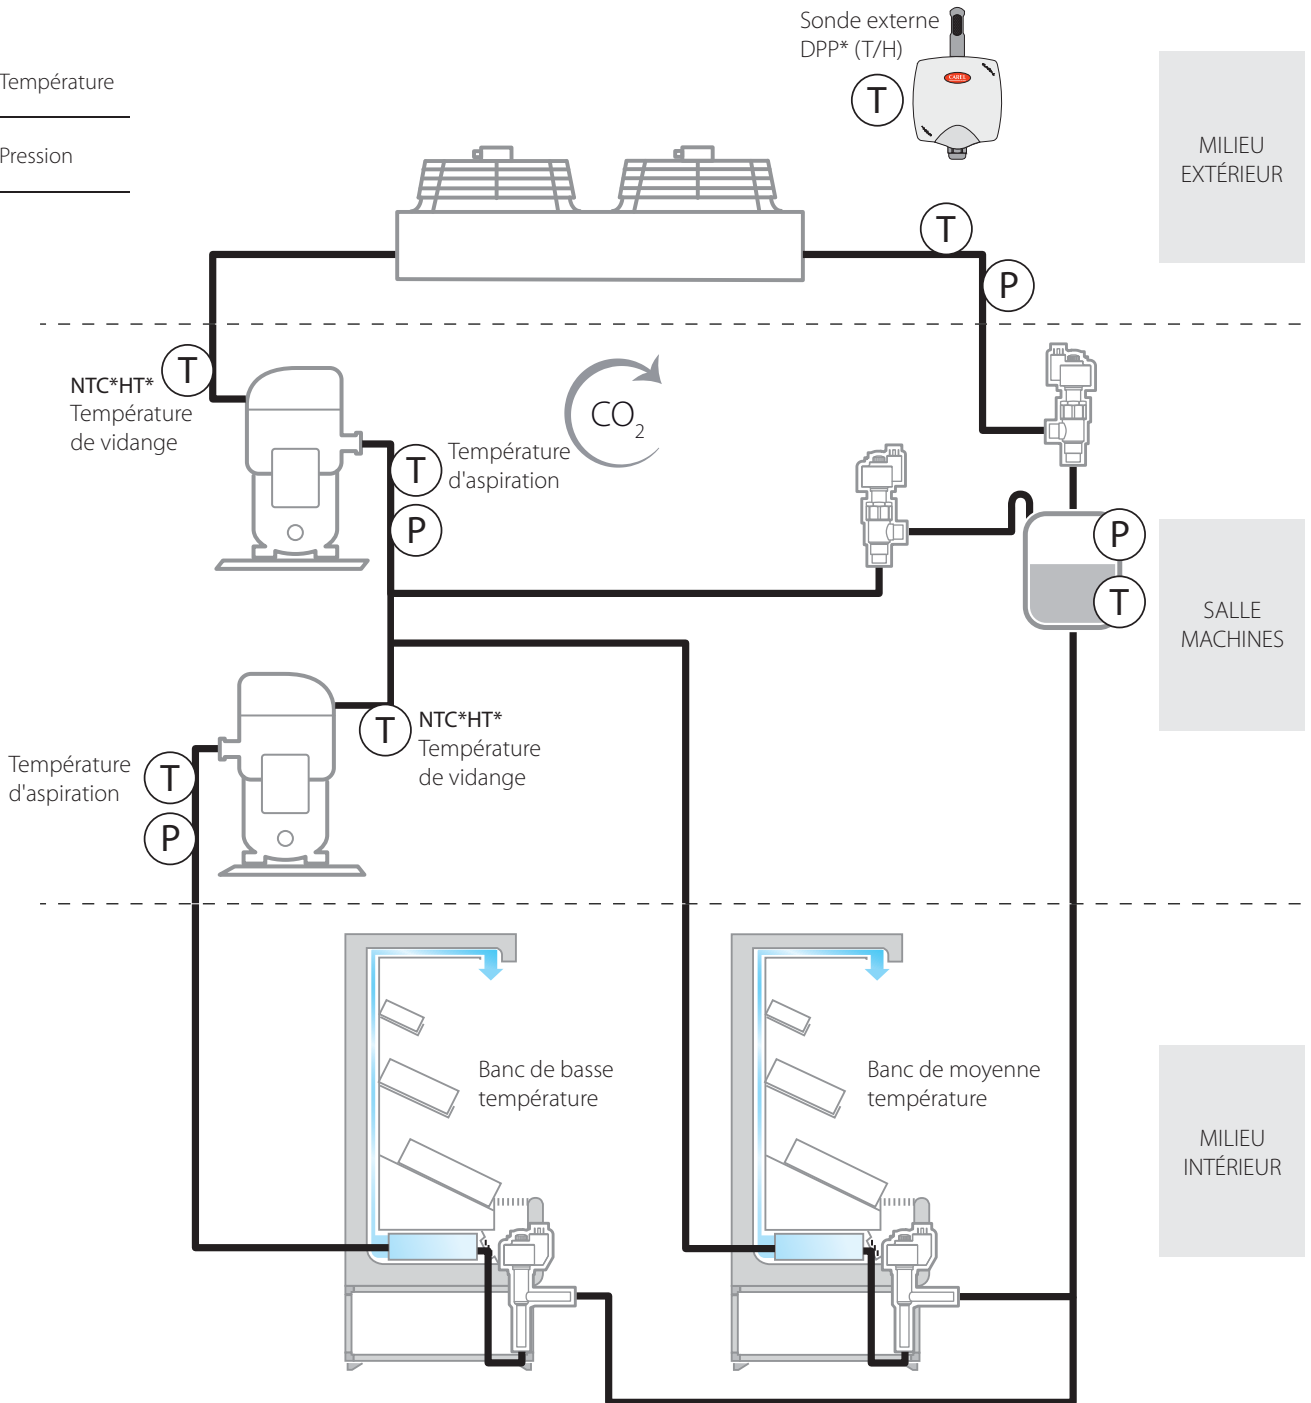 Sonde externe
DPP* (T/H)
T
CAREL
Température
Pression
MILIEU
EXTÉRIEUR
T
P
T
NTC*HT*
Température
de vidange
CO2
T
Température
d'aspiration
P
P
T
SALLE
MACHINES
T
NTC*HT*
Température
de vidange
Température
d'aspiration
T
P
Banc de basse
température
Banc de moyenne
température
MILIEU
INTÉRIEUR